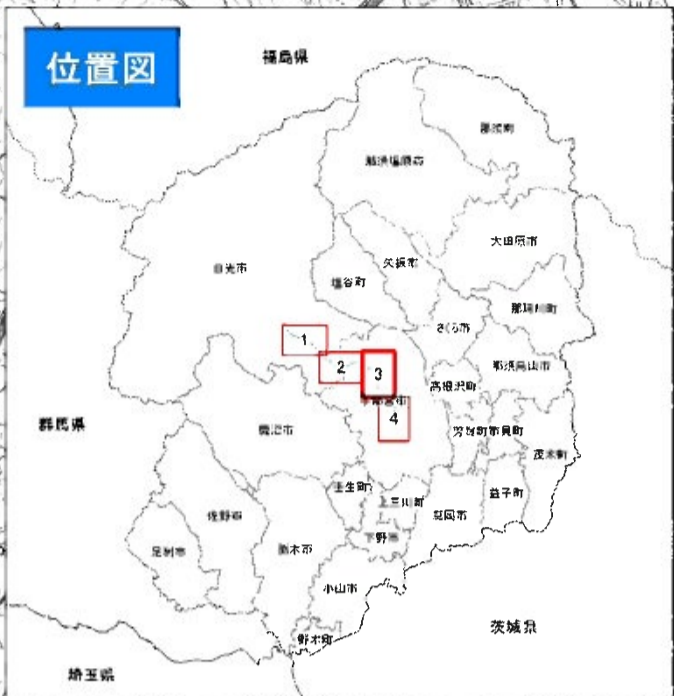 位置図
福島県
那須町
那須塩原市
大田原市
矢板市
日光市
塩谷町
那珂川町
さくら市
1
2
3
那須烏山市
高根沢町
宇都宮市
4
群馬県
鹿沼市
芳賀町
市貝町
茂木町
壬生町
上三川町
真岡市
益子町
佐野市
下野市
足利市
栃木市
小山市
野木町
茨城県
埼玉県